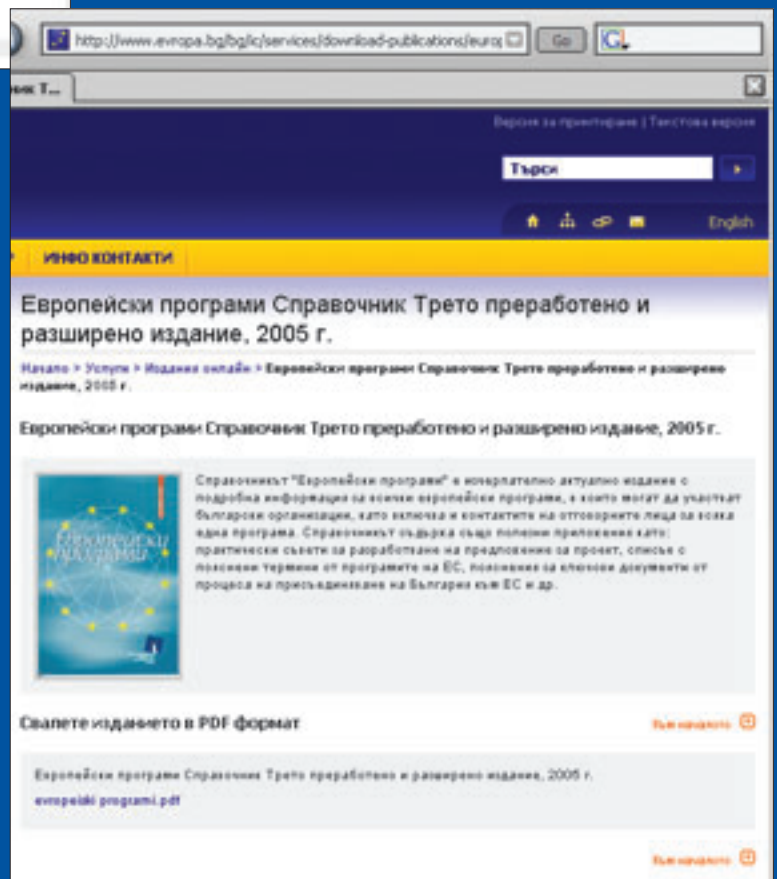 http://www.evropa.bg/bg/ic/services/download-publications/europ
Go
G
ник Т...
Версия за принтиране | Текстова версия
Търси
English
ИНФО КОНТАКТИ
Европейски програми Справочник Трето преработено и
разширено издание, 2005 г.
Начало > Услуги > Издания онлайн > Европейски програми Справочник Трето преработено и разширено
издание, 2005 г.
Европейски програми Справочник Трето преработено и разширено издание, 2005 г.
Европейски
програми
Справочникът "Европейски програми" е изчерпателно актуално издание с
подробна информация за всички европейски програми, в които могат да участват
български организации, като включва и контактите на отговорните лица за всяка
една програма. Справочникът съдържа също полезни приложения като:
практически съвети за разработване на предложение за проект, списък с
пояснени термини от програмите на ЕС, пояснения за ключови документи от
процеса на присъединяване на България към ЕС и др.
Свалете изданието в PDF формат
Към началото
Европейски програми Справочник Трето преработено и разширено издание, 2005 г.
evropeiski programi.pdf
Към началото